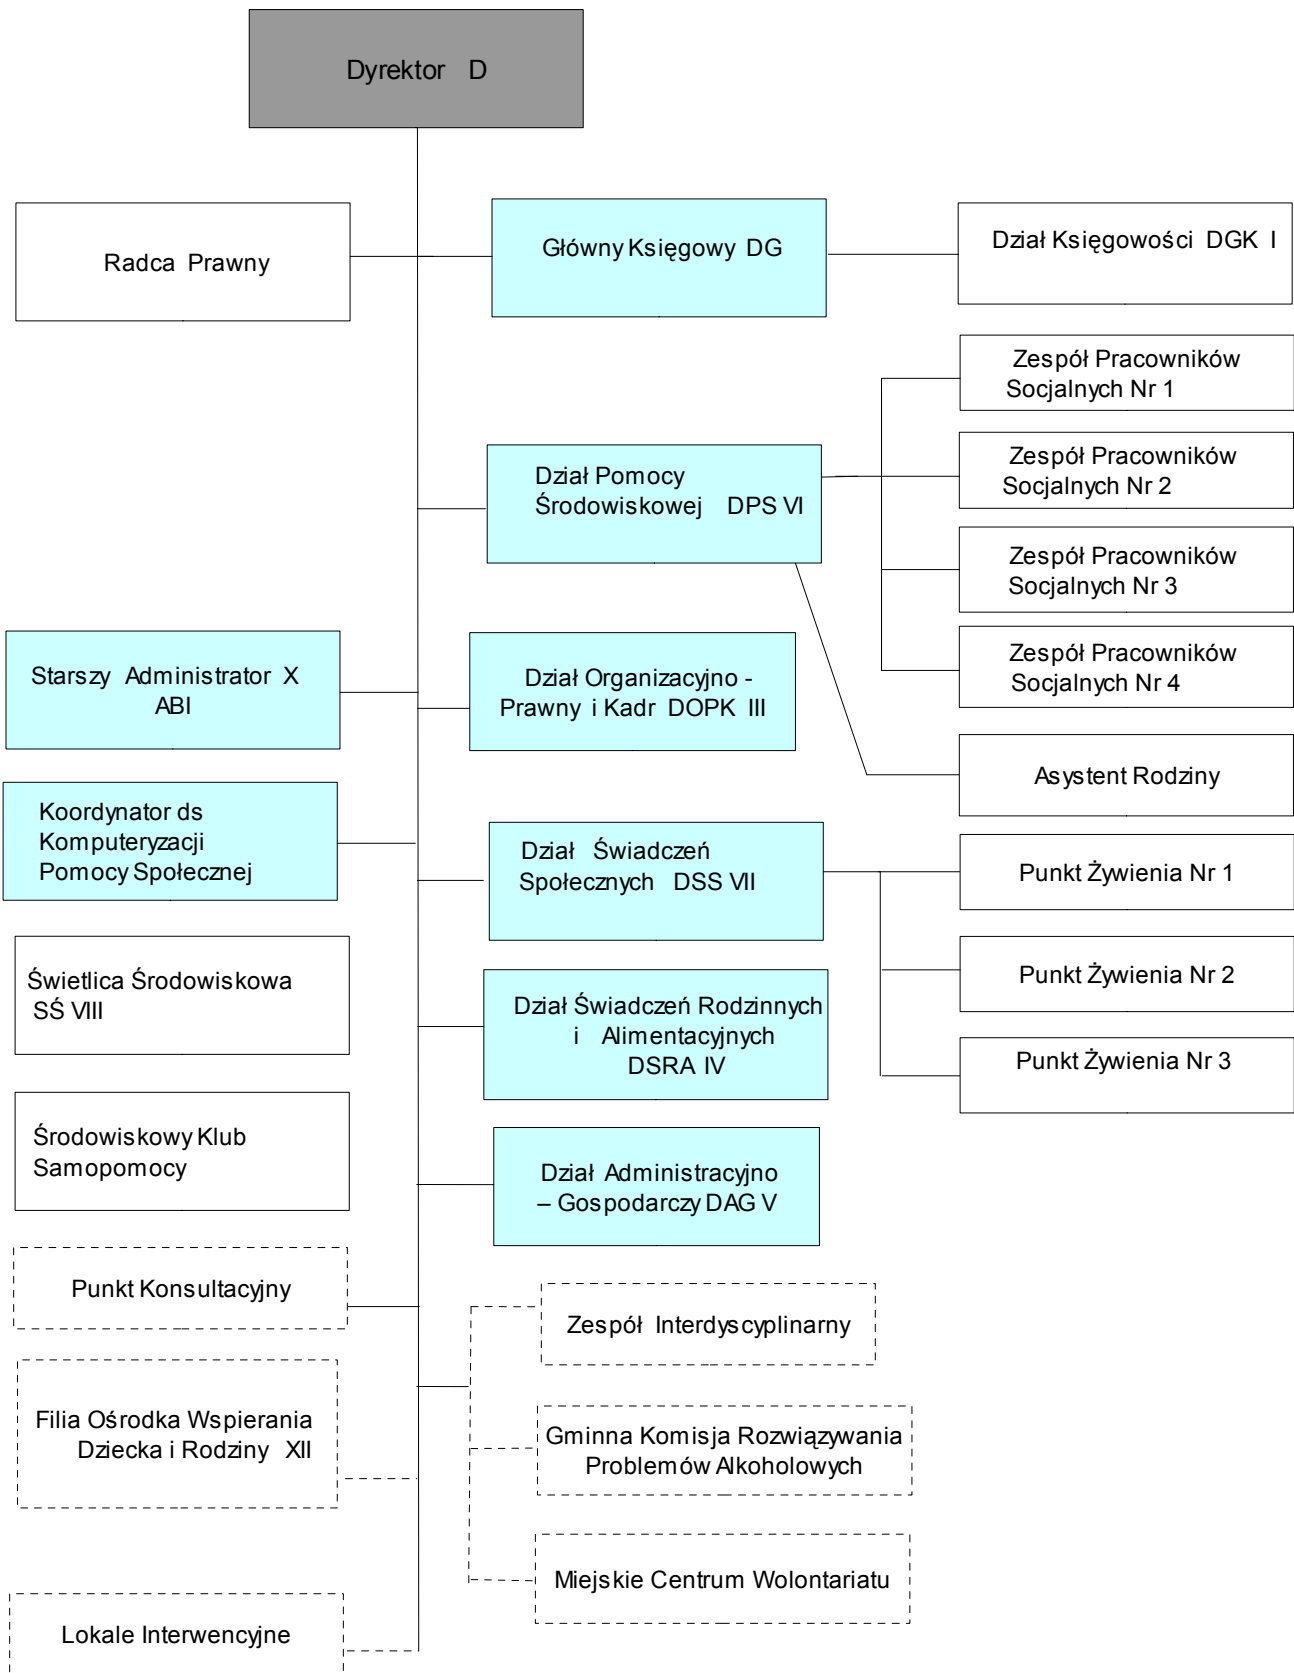 Dyrektor D
Radca Prawny
Główny Księgowy DG
Dział Księgowości DGK I
Zespół Pracowników
Socjalnych Nr 1
Dział Pomocy
Środowiskowej DPS VI
Zespół Pracowników
Socjalnych Nr 2
Zespół Pracowników
Socjalnych Nr 3
Starszy Administrator X
ABI
Dział Organizacyjno -
Prawny i Kadr DOPK III
Zespół Pracowników
Socjalnych Nr 4
Asystent Rodziny
Koordynator ds
Komputeryzacji
Pomocy Społecznej
Dział Świadczeń
Społecznych DSS VII
Punkt Żywienia Nr 1
Świetlica Środowiskowa
SŚ VIII
Punkt Żywienia Nr 2
Dział Świadczeń Rodzinnych
i Alimentacyjnych
DSRA IV
Punkt Żywienia Nr 3
Środowiskowy Klub
Samopomocy
Dział Administracyjno
– Gospodarczy DAG V
Punkt Konsultacyjny
Zespół Interdyscyplinarny
Filia Ośrodka Wspierania
Dziecka i Rodziny XII
Gminna Komisja Rozwiązywania
Problemów Alkoholowych
Miejskie Centrum Wolontariatu
Lokale Interwencyjne